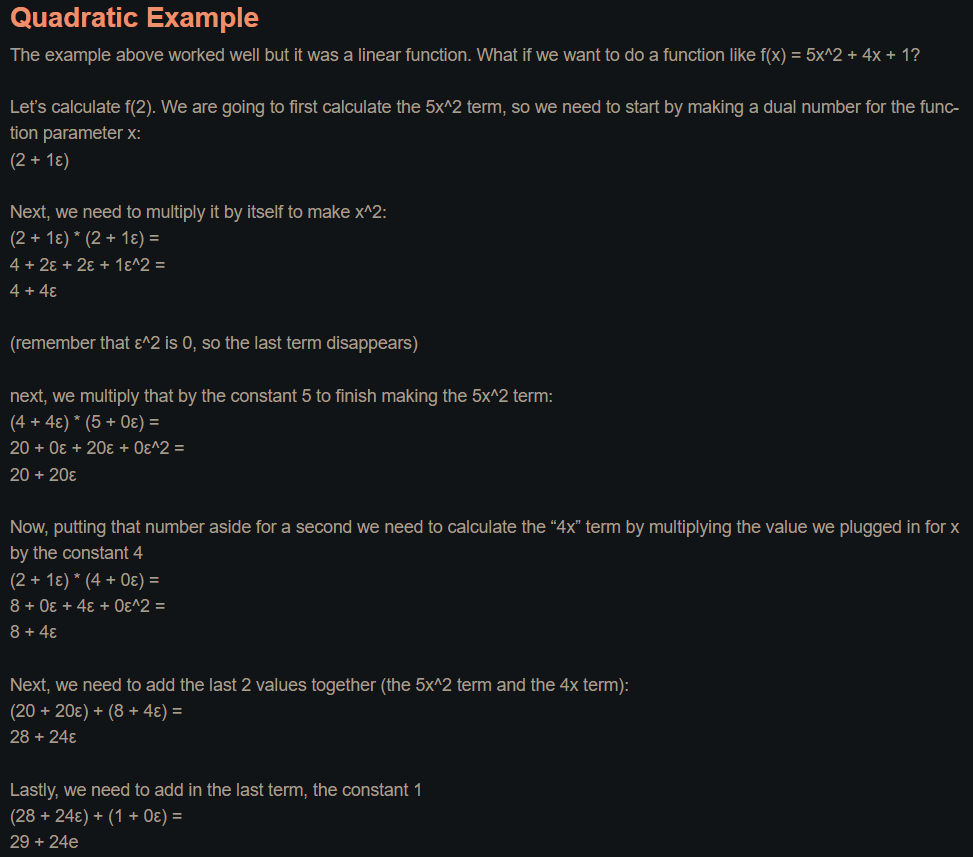 Quadratic Example
The example above worked well but it was a linear function. What if we want to do a function like f(x) = 5x^2 + 4x + 1?
Let’s calculate f(2). We are going to first calculate the 5x^2 term, so we need to start by making a dual number for the func-
tion parameter x:
(2 + 1ε)
Next, we need to multiply it by itself to make x^2:
(2 + 1ε) * (2 + 1ε) =
4 + 2ε + 2ε + 1ε^2 =
4 + 4ε
(remember that ε^2 is 0, so the last term disappears)
next, we multiply that by the constant 5 to finish making the 5x^2 term:
(4 + 4ε) * (5 + 0ε) =
20 + 0ε + 20ε + 0ε^2 =
20 + 20ε
Now, putting that number aside for a second we need to calculate the “4x” term by multiplying the value we plugged in for x
by the constant 4
(2 + 1ε) * (4 + 0ε) =
8 + 0ε + 4ε + 0ε^2 =
8 + 4ε
Next, we need to add the last 2 values together (the 5x^2 term and the 4x term):
(20 + 20ε) + (8 + 4ε) =
28 + 24ε
Lastly, we need to add in the last term, the constant 1
(28 + 24ε) + (1 + 0ε) =
29 + 24e